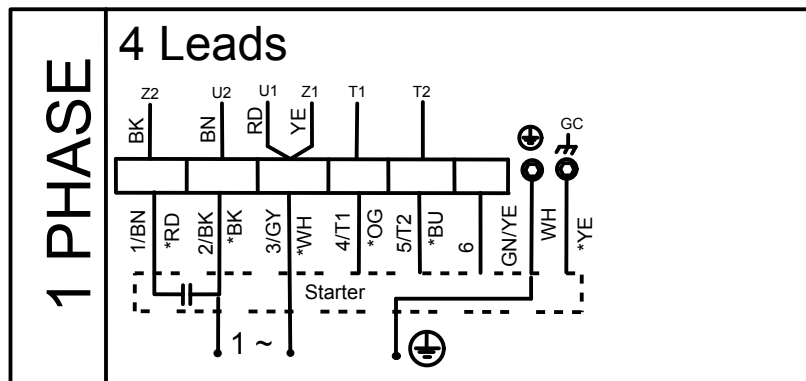 1 PHASE
4 Leads
Z2 U2 U1 Z1 T1 T2 GC
BK BN RD YE
1/BN *RD 2/BK *BK 3/GY *WH 4/T1 *OG 5/T2 *BU 6 GN/YE WH *YE
Starter
1 ~